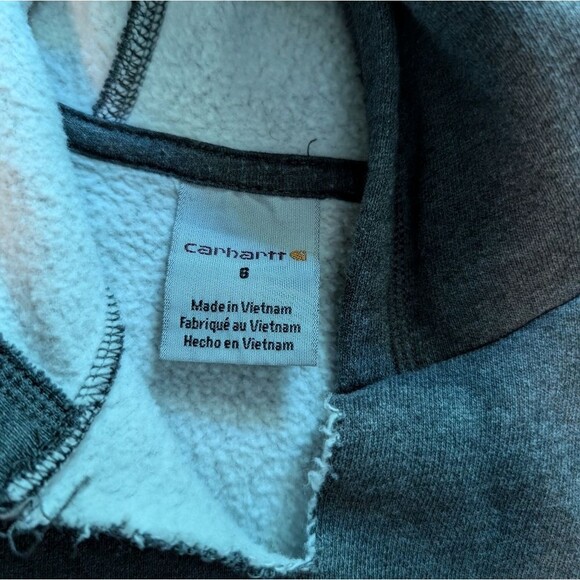 carhartt
6
Made in Vietnam
Fabriqué au Vietnam
Hecho en Vietnam